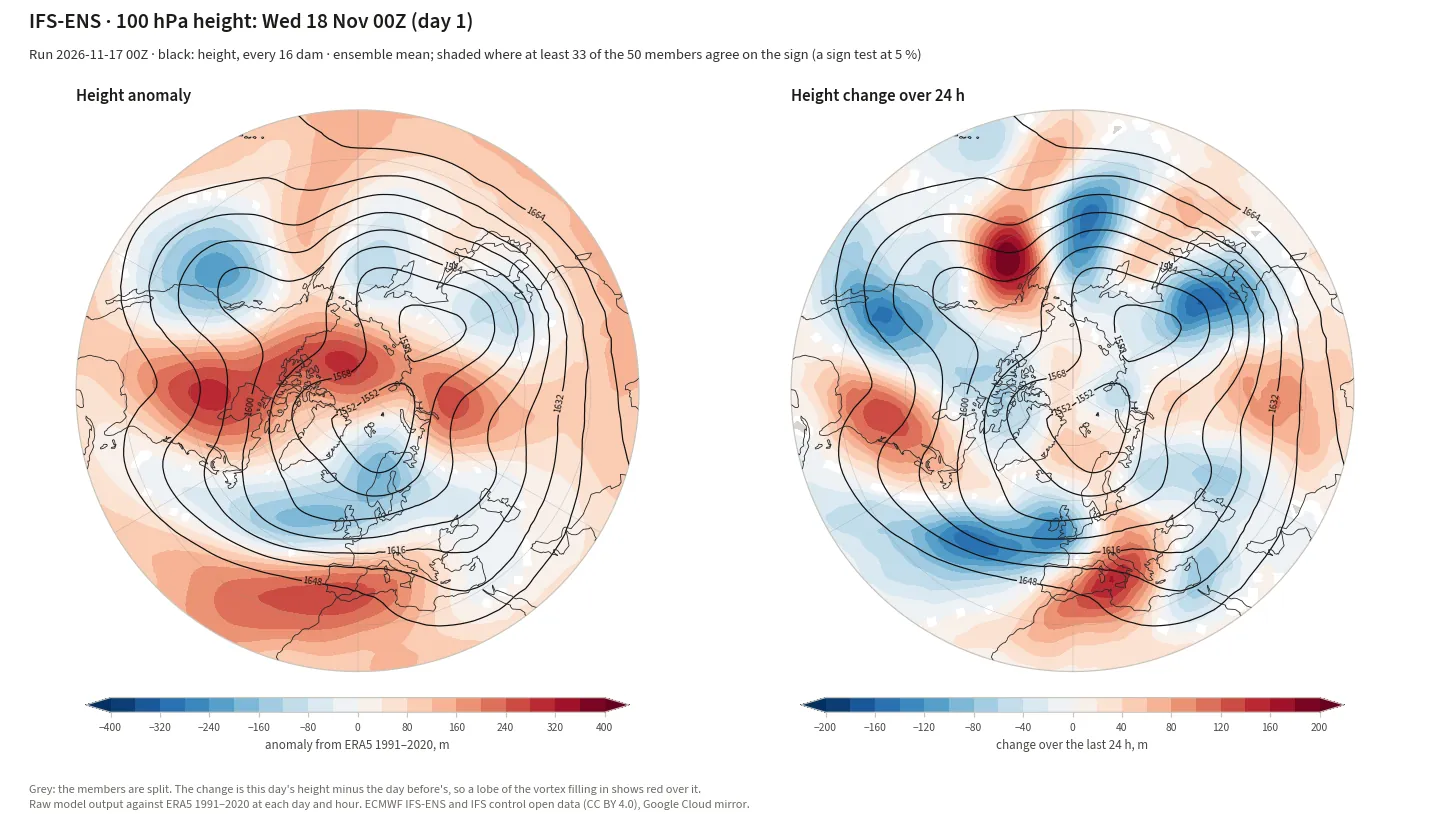 IFS-ENS · 100 hPa height: Wed 18 Nov 00Z (day 1)
Run 2026-11-17 00Z · black: height, every 16 dam · ensemble mean; shaded where at least 33 of the 50 members agree on the sign (a sign test at 5 %)
Height anomaly
1664
1584
1568
1552
1552
1600
1632
1616
1648
−400 −320 −240 −160 −80 0 80 160 240 320 400
anomaly from ERA5 1991–2020, m
Height change over 24 h
1664
1584
1568
1552
1552
1600
1632
1616
1648
−200 −160 −120 −80 −40 0 40 80 120 160 200
change over the last 24 h, m
Grey: the members are split. The change is this day's height minus the day before's, so a lobe of the vortex filling in shows red over it.
Raw model output against ERA5 1991–2020 at each day and hour. ECMWF IFS-ENS and IFS control open data (CC BY 4.0), Google Cloud mirror.